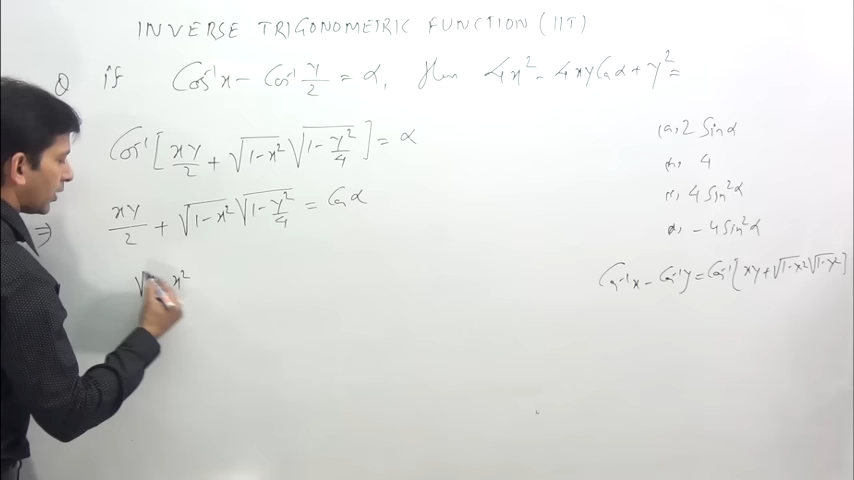 INVERSE TRIGONOMETRIC FUNCTION (IIT)
Q if Cos⁻¹x - Cos⁻¹ y/2 = α, then 4x² - 4xy Cos α + y² =
(a) 2 Sin α
(b) 4
(c) 4 Sin²α
(d) - 4 Sin²α
Cos⁻¹x - Cos⁻¹y = Cos⁻¹[xy + √1-x² √1-y²]
Cos⁻¹[xy/2 + √1-x² √1-y²/4] = α
⇒ xy/2 + √1-x² √1-y²/4 = Cos α
√ x²